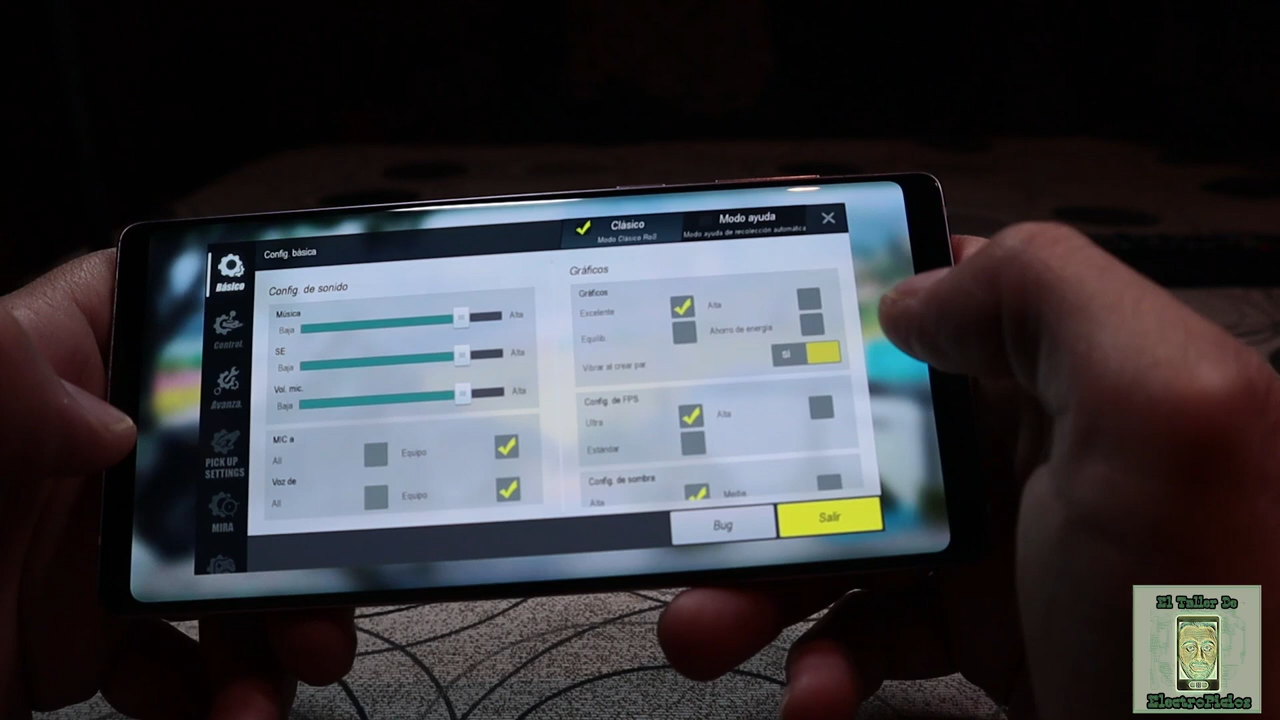 Clásico
Modo Clásico RoS
Modo ayuda
Modo ayuda de recolección automática
Config. básica
Básico
Control.
Avanza.
PICK UP
SETTINGS
MIRA
Config. de sonido
Música
Baja
Alta
SE
Baja
Alta
Vol. mic.
Baja
Alta
MIC a
All
Equipo
Voz de
All
Equipo
Gráficos
Gráficos
Excelente
Alta
Equilib.
Ahorro de energía
Vibrar al crear par
SÍ
Config. de FPS
Ultra
Alta
Estándar
Config. de sombra
Alta
Media
Bug
Salir
El Taller De
ElectroPicios